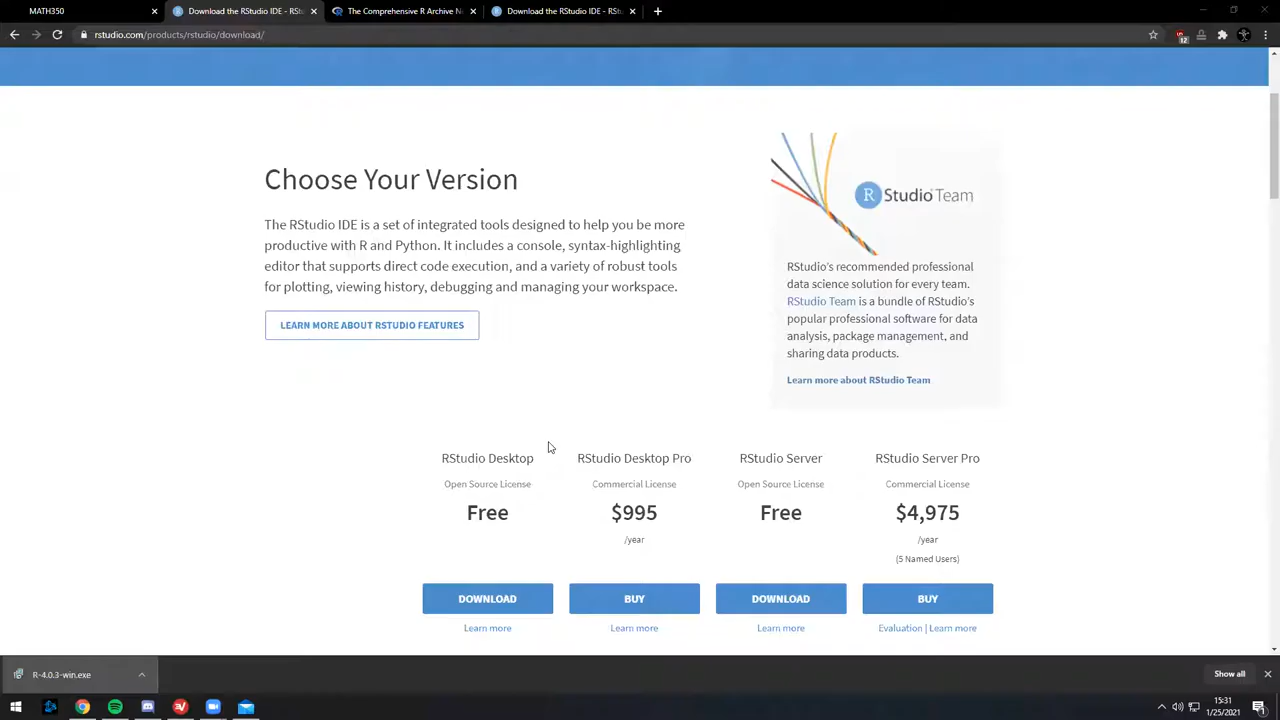 MATH350
Download the RStudio IDE - RStu
The Comprehensive R Archive Ne
Download the RStudio IDE - RStu
rstudio.com/products/rstudio/download/
12
Choose Your Version
The RStudio IDE is a set of integrated tools designed to help you be more
productive with R and Python. It includes a console, syntax-highlighting
editor that supports direct code execution, and a variety of robust tools
for plotting, viewing history, debugging and managing your workspace.
LEARN MORE ABOUT RSTUDIO FEATURES
R Studio Team
RStudio's recommended professional
data science solution for every team.
RStudio Team is a bundle of RStudio's
popular professional software for data
analysis, package management, and
sharing data products.
Learn more about RStudio Team
RStudio Desktop
Open Source License
Free
DOWNLOAD
Learn more
RStudio Desktop Pro
Commercial License
$995
/year
BUY
Learn more
RStudio Server
Open Source License
Free
DOWNLOAD
Learn more
RStudio Server Pro
Commercial License
$4,975
/year
(5 Named Users)
BUY
Evaluation | Learn more
R-4.0.3-win.exe
Show all
15:31
1/25/2021